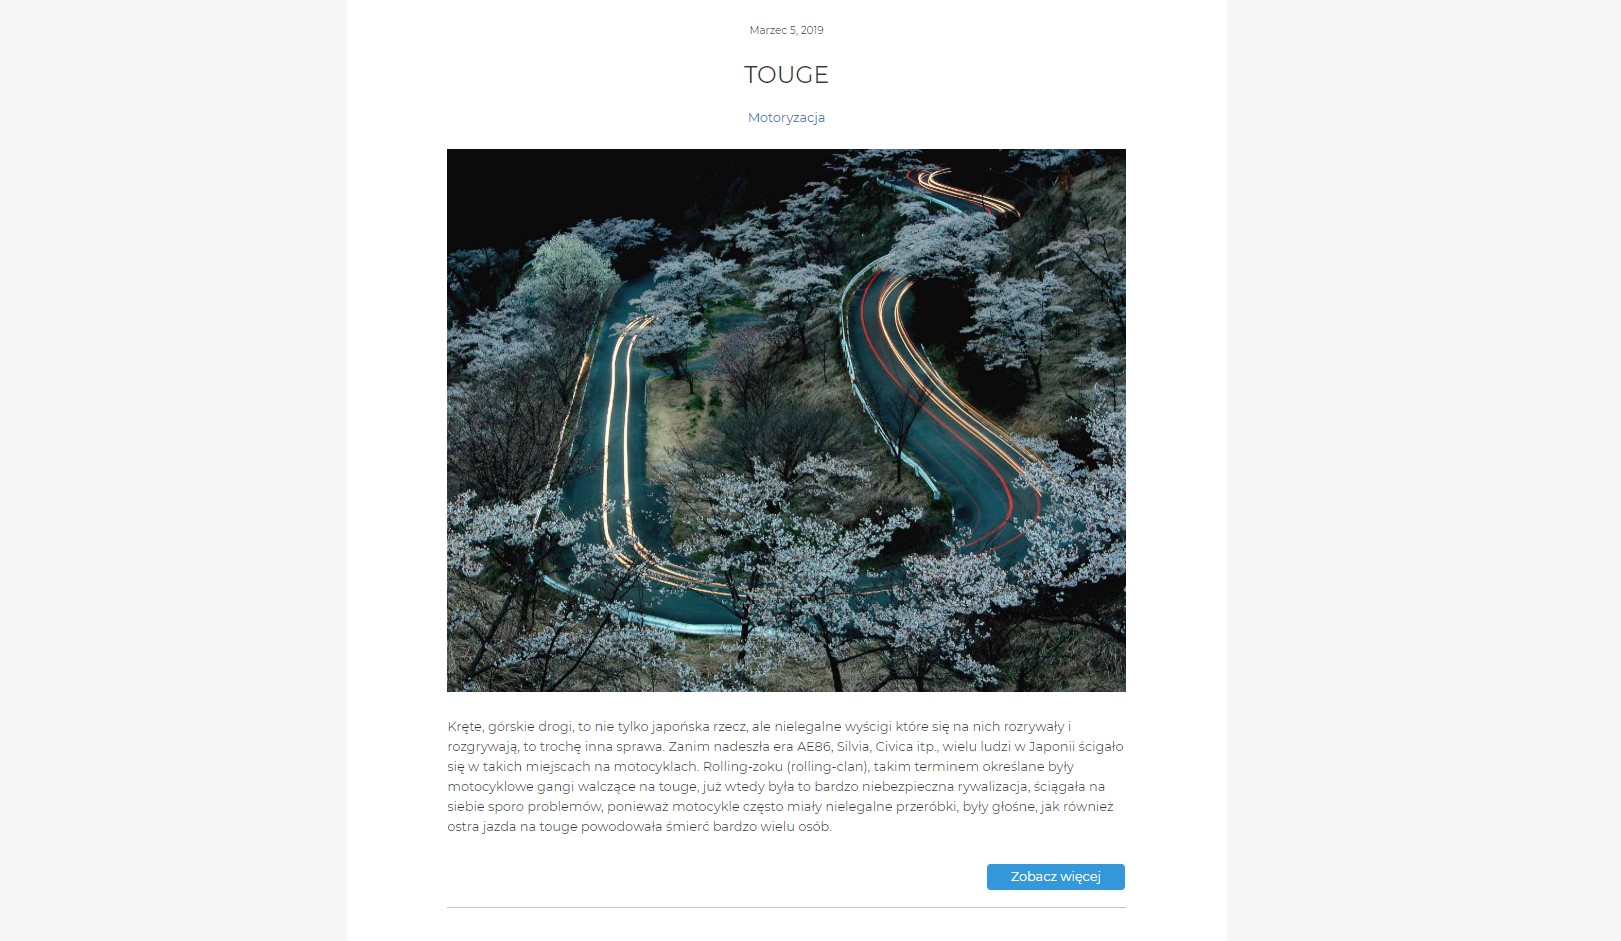 Marzec 5, 2019
TOUGE
Motoryzacja
Kręte, górskie drogi, to nie tylko japońska rzecz, ale nielegalne wyścigi które się na nich rozrywały i
rozgrywają, to trochę inna sprawa. Zanim nadeszła era AE86, Silvia, Civica itp., wielu ludzi w Japonii ścigało
się w takich miejscach na motocyklach. Rolling-zoku (rolling-clan), takim terminem określane były
motocyklowe gangi walczące na touge, już wtedy była to bardzo niebezpieczna rywalizacja, ściągała na
siebie sporo problemów, ponieważ motocykle często miały nielegalne przeróbki, były głośne, jak również
ostra jazda na touge powodowała śmierć bardzo wielu osób.
Zobacz więcej